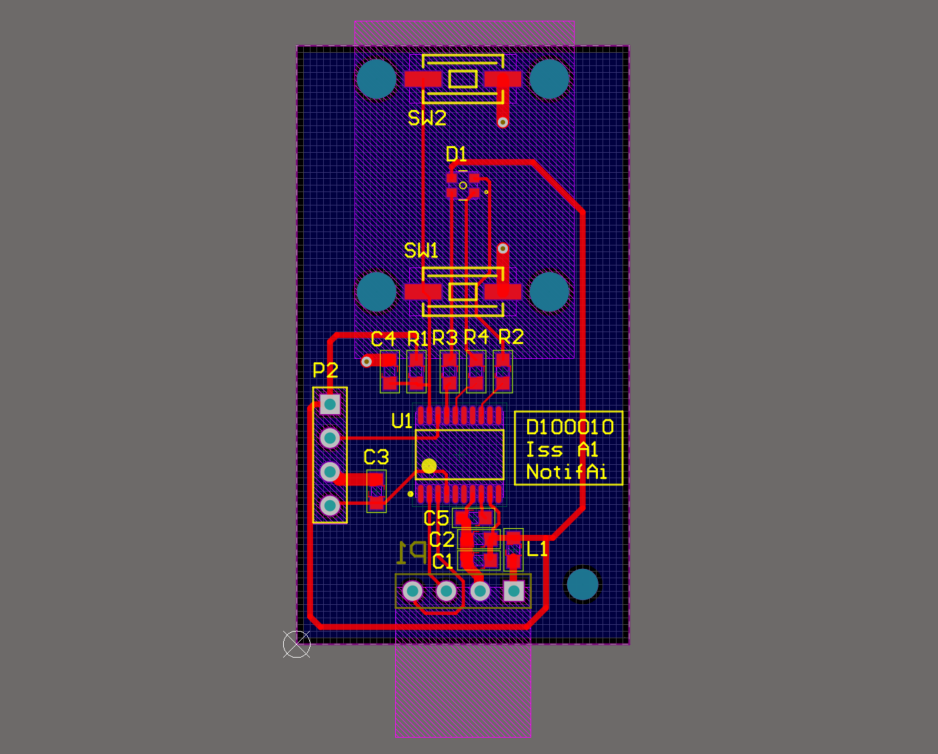 SW2
D1
SW1
C4 R1 R3 R4 R2
P2
U1
D100010
Iss A1
NotifAi
C3
C5
C2
P1
L1
C1